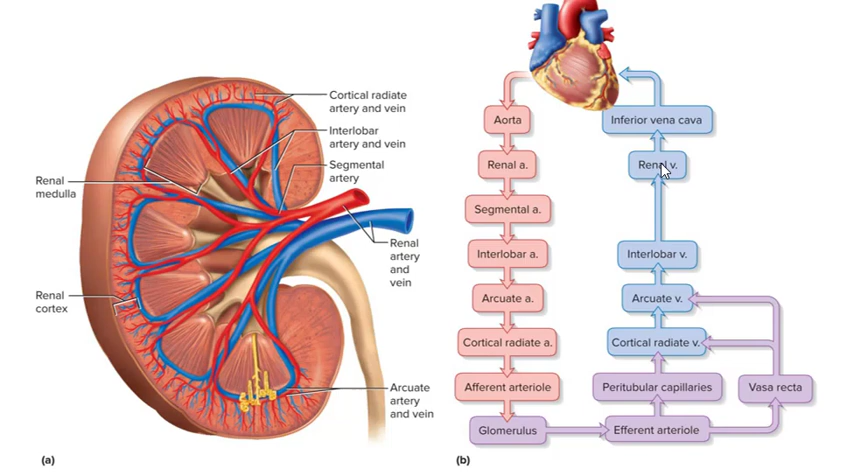 Cortical radiate
artery and vein
Interlobar
artery and vein
Segmental
artery
Renal
medulla
Renal
artery
and
vein
Renal
cortex
Arcuate
artery
and vein
(a)
Aorta
Renal a.
Segmental a.
Interlobar a.
Arcuate a.
Cortical radiate a.
Afferent arteriole
Glomerulus
Inferior vena cava
Renal v.
Interlobar v.
Arcuate v.
Cortical radiate v.
Peritubular capillaries
Vasa recta
Efferent arteriole
(b)